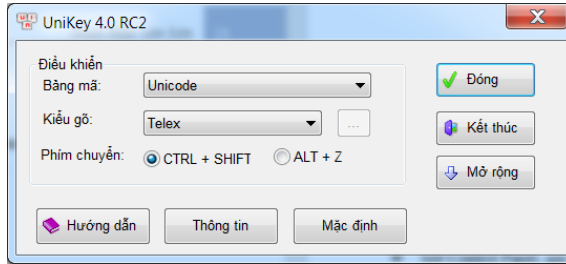 UniKey 4.0 RC2
Điều khiển
Bảng mã: Unicode
Đóng
Kiểu gõ: Telex ...
Kết thúc
Phím chuyển: CTRL + SHIFT ALT + Z
Mở rộng
Hướng dẫn Thông tin Mặc định